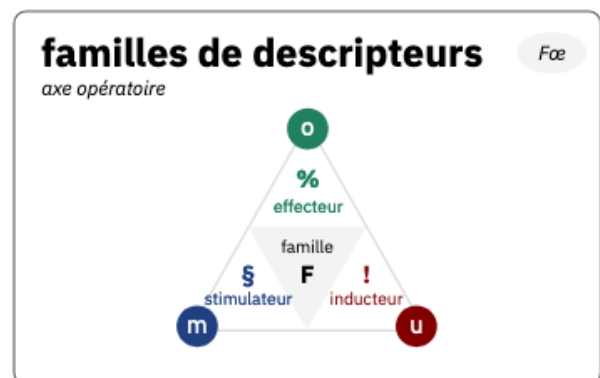 familles de descripteurs
Fœ
axe opératoire
o
%
effecteur
famille
F
§
stimulateur
!
inducteur
m
u